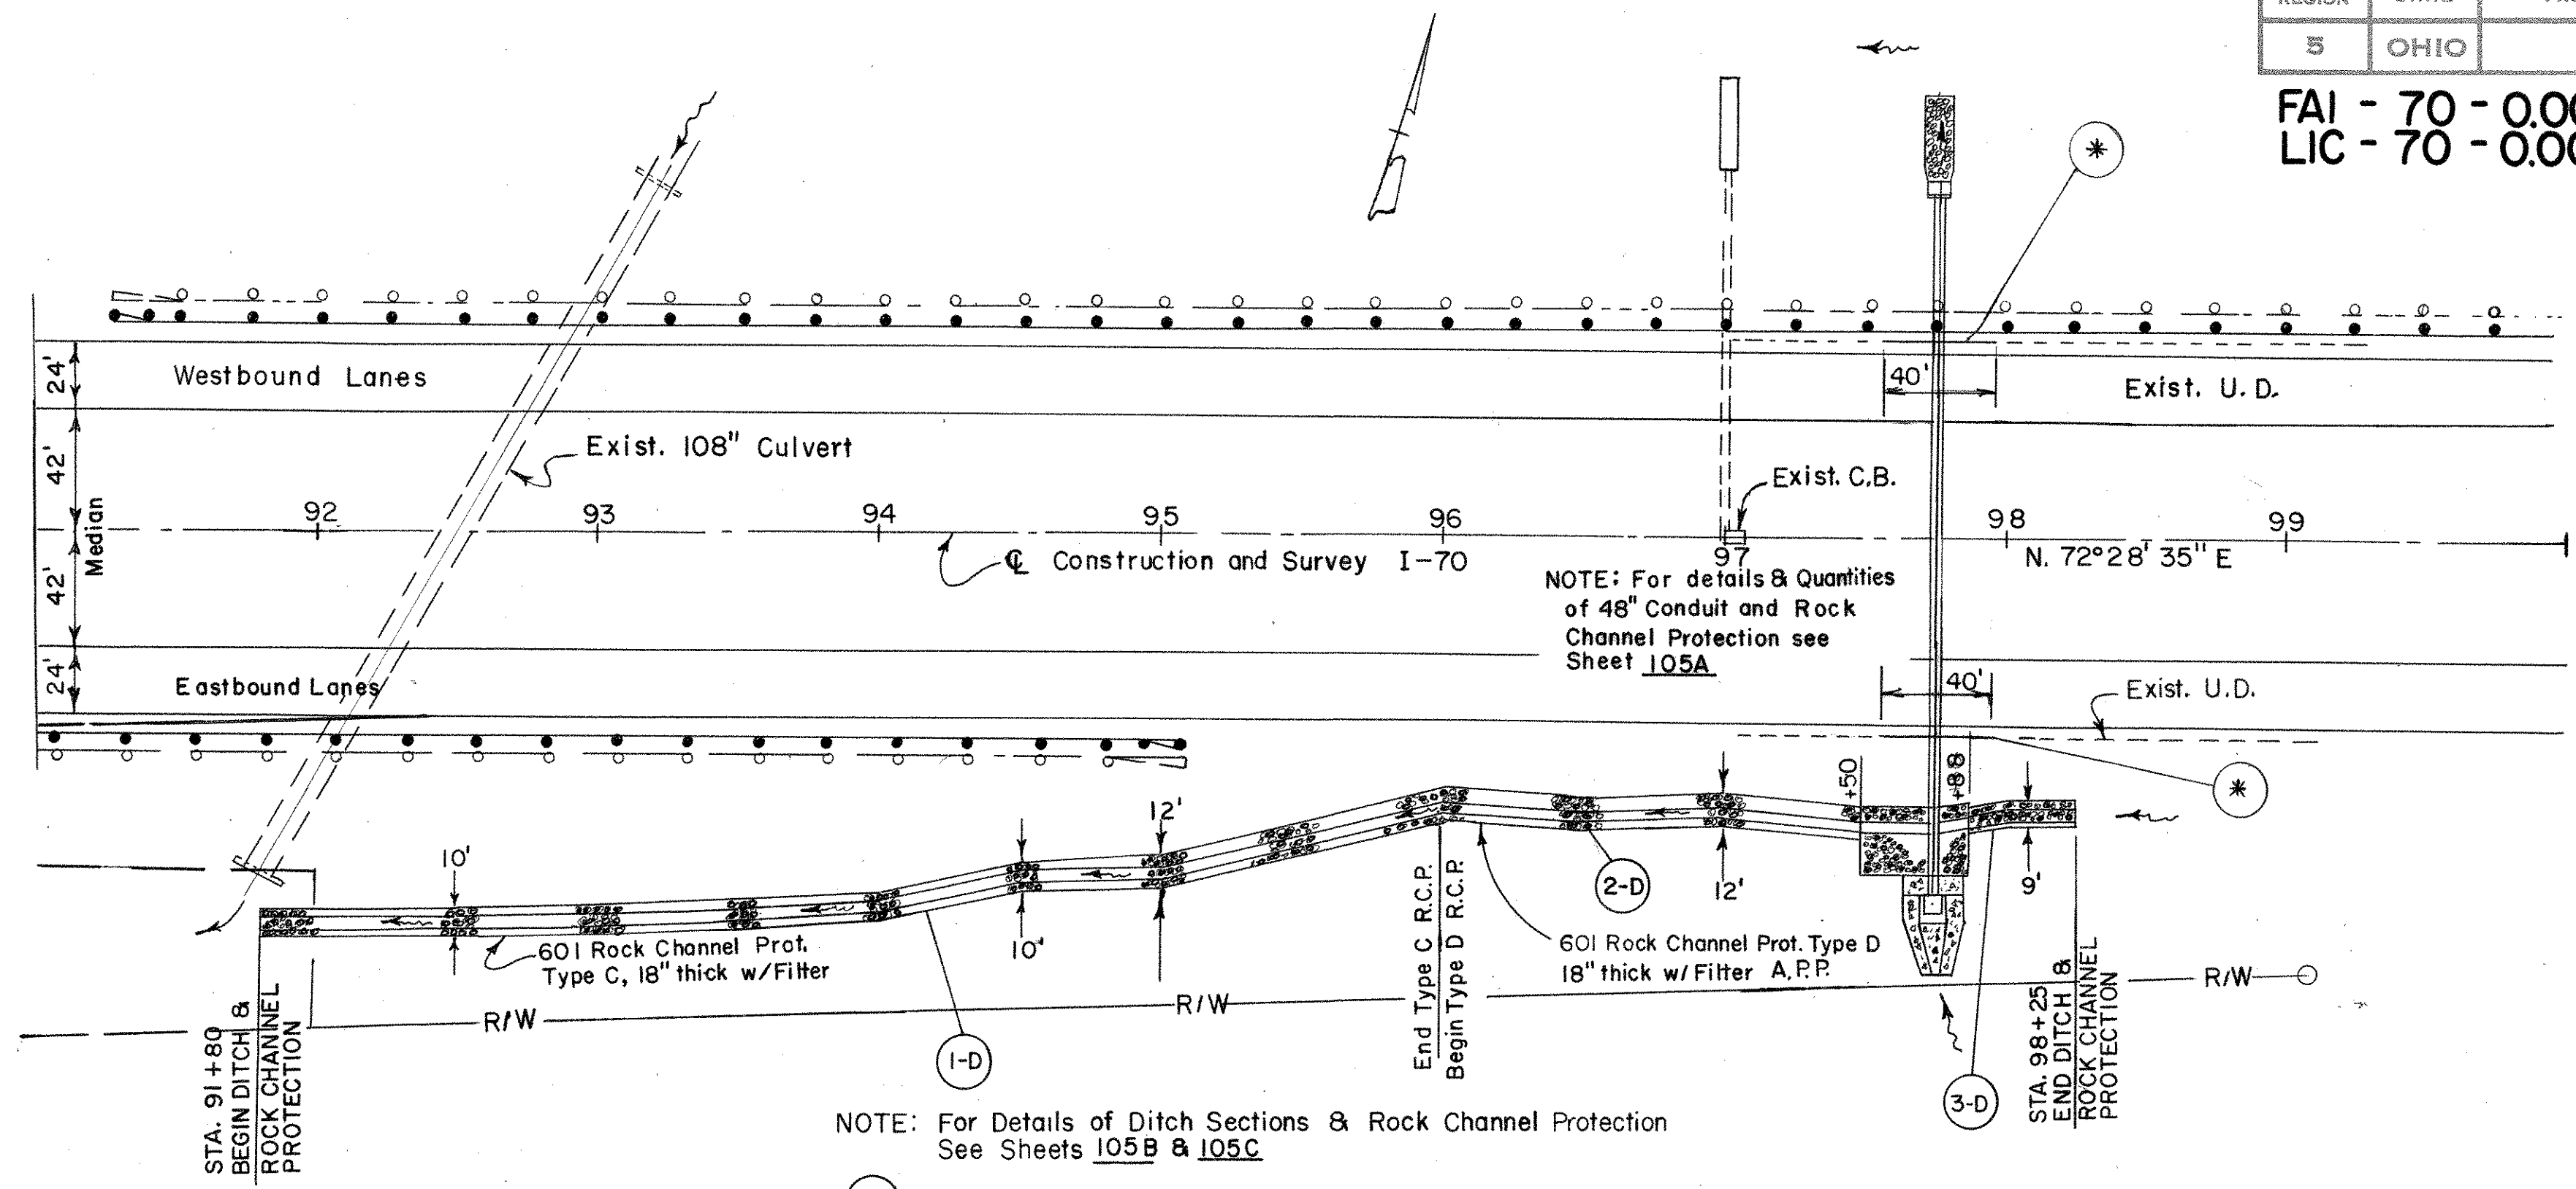 REGION STATE
5 OHIO
FAI - 70 - 0.00
LIC - 70 - 0.00
*
24'
Westbound Lanes
40'
Exist. U.D.
42'
Exist. 108" Culvert
Exist. C.B.
Median
92
93
94
95
96
97
98
99
℄ Construction and Survey I-70
N. 72°28' 35" E
42'
NOTE: For details & Quantities
of 48" Conduit and Rock
Channel Protection see
Sheet 105A
24'
Eastbound Lanes
40'
Exist. U.D.
+50
+88
*
12'
10'
10'
12'
9'
2-D
601 Rock Channel Prot.
Type C, 18" thick w/Filter
601 Rock Channel Prot. Type D
18" thick w/Filter A.P.P.
R/W
R/W
R/W
1-D
3-D
End Type C R.C.P.
Begin Type D R.C.P.
STA. 91+80
BEGIN DITCH &
ROCK CHANNEL
PROTECTION
STA. 98+25
END DITCH &
ROCK CHANNEL
PROTECTION
NOTE: For Details of Ditch Sections & Rock Channel Protection
See Sheets 105B & 105C